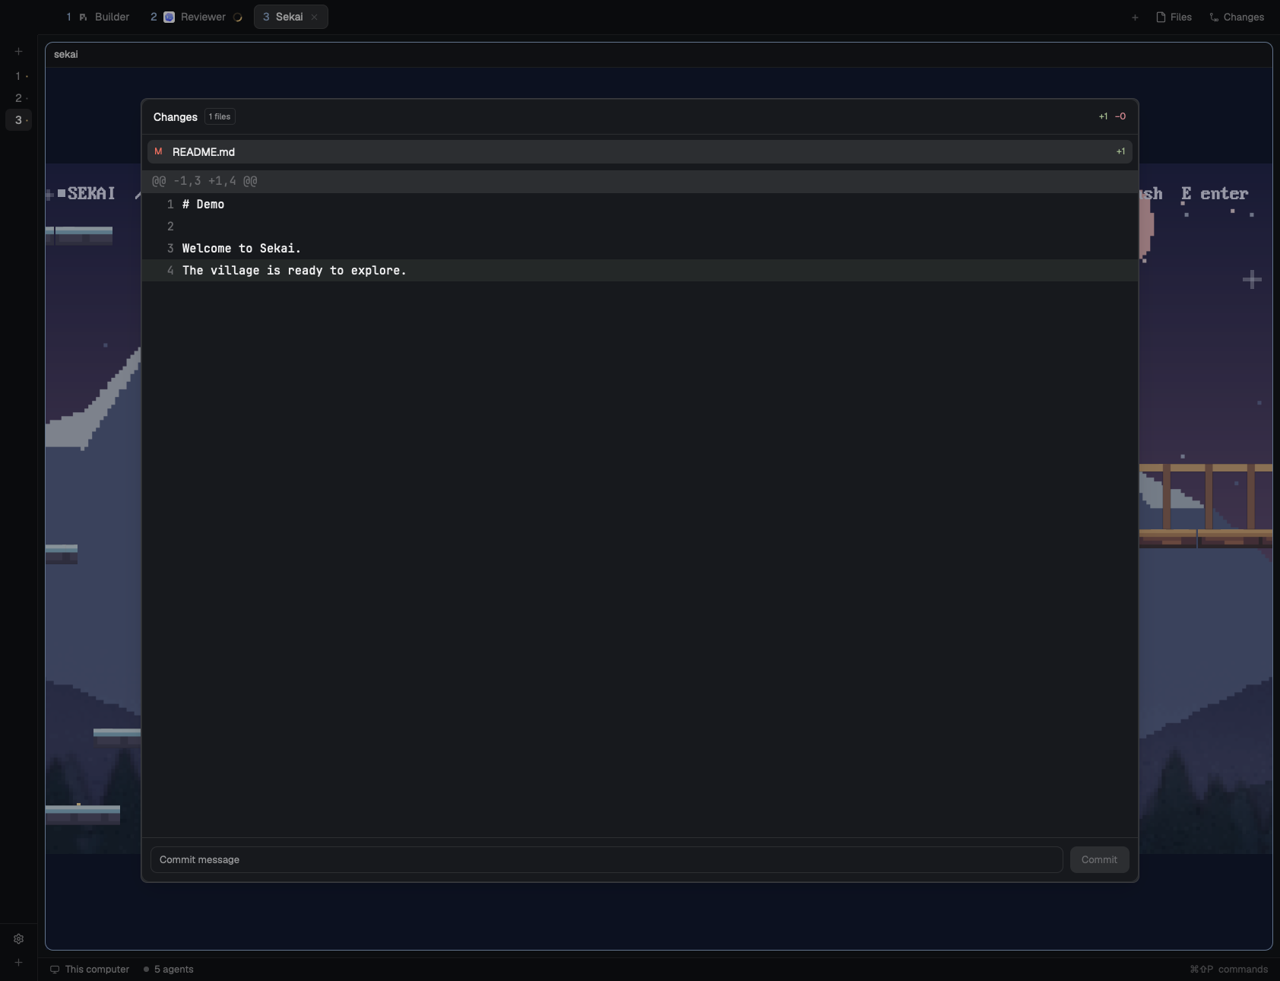 1 Builder
2 Reviewer
3 Sekai ×
+ Files Changes
+
1
2
3
sekai
Changes 1 files +1 −0
M README.md +1
@@ -1,3 +1,4 @@
SEKAI
E enter
1 # Demo
2
3 Welcome to Sekai.
4 The village is ready to explore.
Commit message Commit
+
This computer 5 agents ⌘⇧P commands